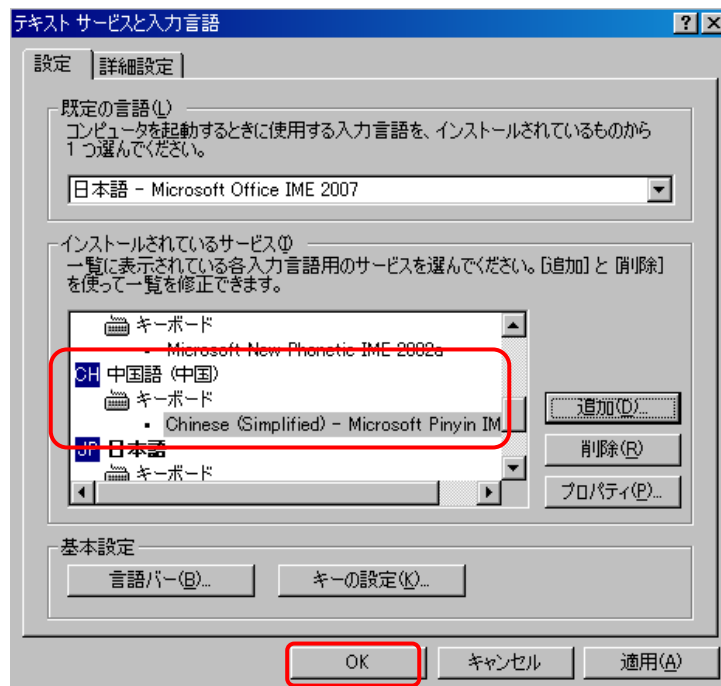 テキスト サービスと入力言語
設定
詳細設定
既定の言語(L)
コンピュータを起動するときに使用する入力言語を、インストールされているものから
1 つ選んでください。
日本語 - Microsoft Office IME 2007
インストールされているサービス(I)
一覧に表示されている各入力言語用のサービスを選んでください。[追加] と [削除]
を使って一覧を修正できます。
キーボード
• Microsoft New Phonetic IME 2002a
CH 中国語 (中国)
キーボード
• Chinese (Simplified) - Microsoft Pinyin IM
JP 日本語
キーボード
追加(D)...
削除(R)
プロパティ(P)...
基本設定
言語バー(B)...
キーの設定(K)...
OK
キャンセル
適用(A)